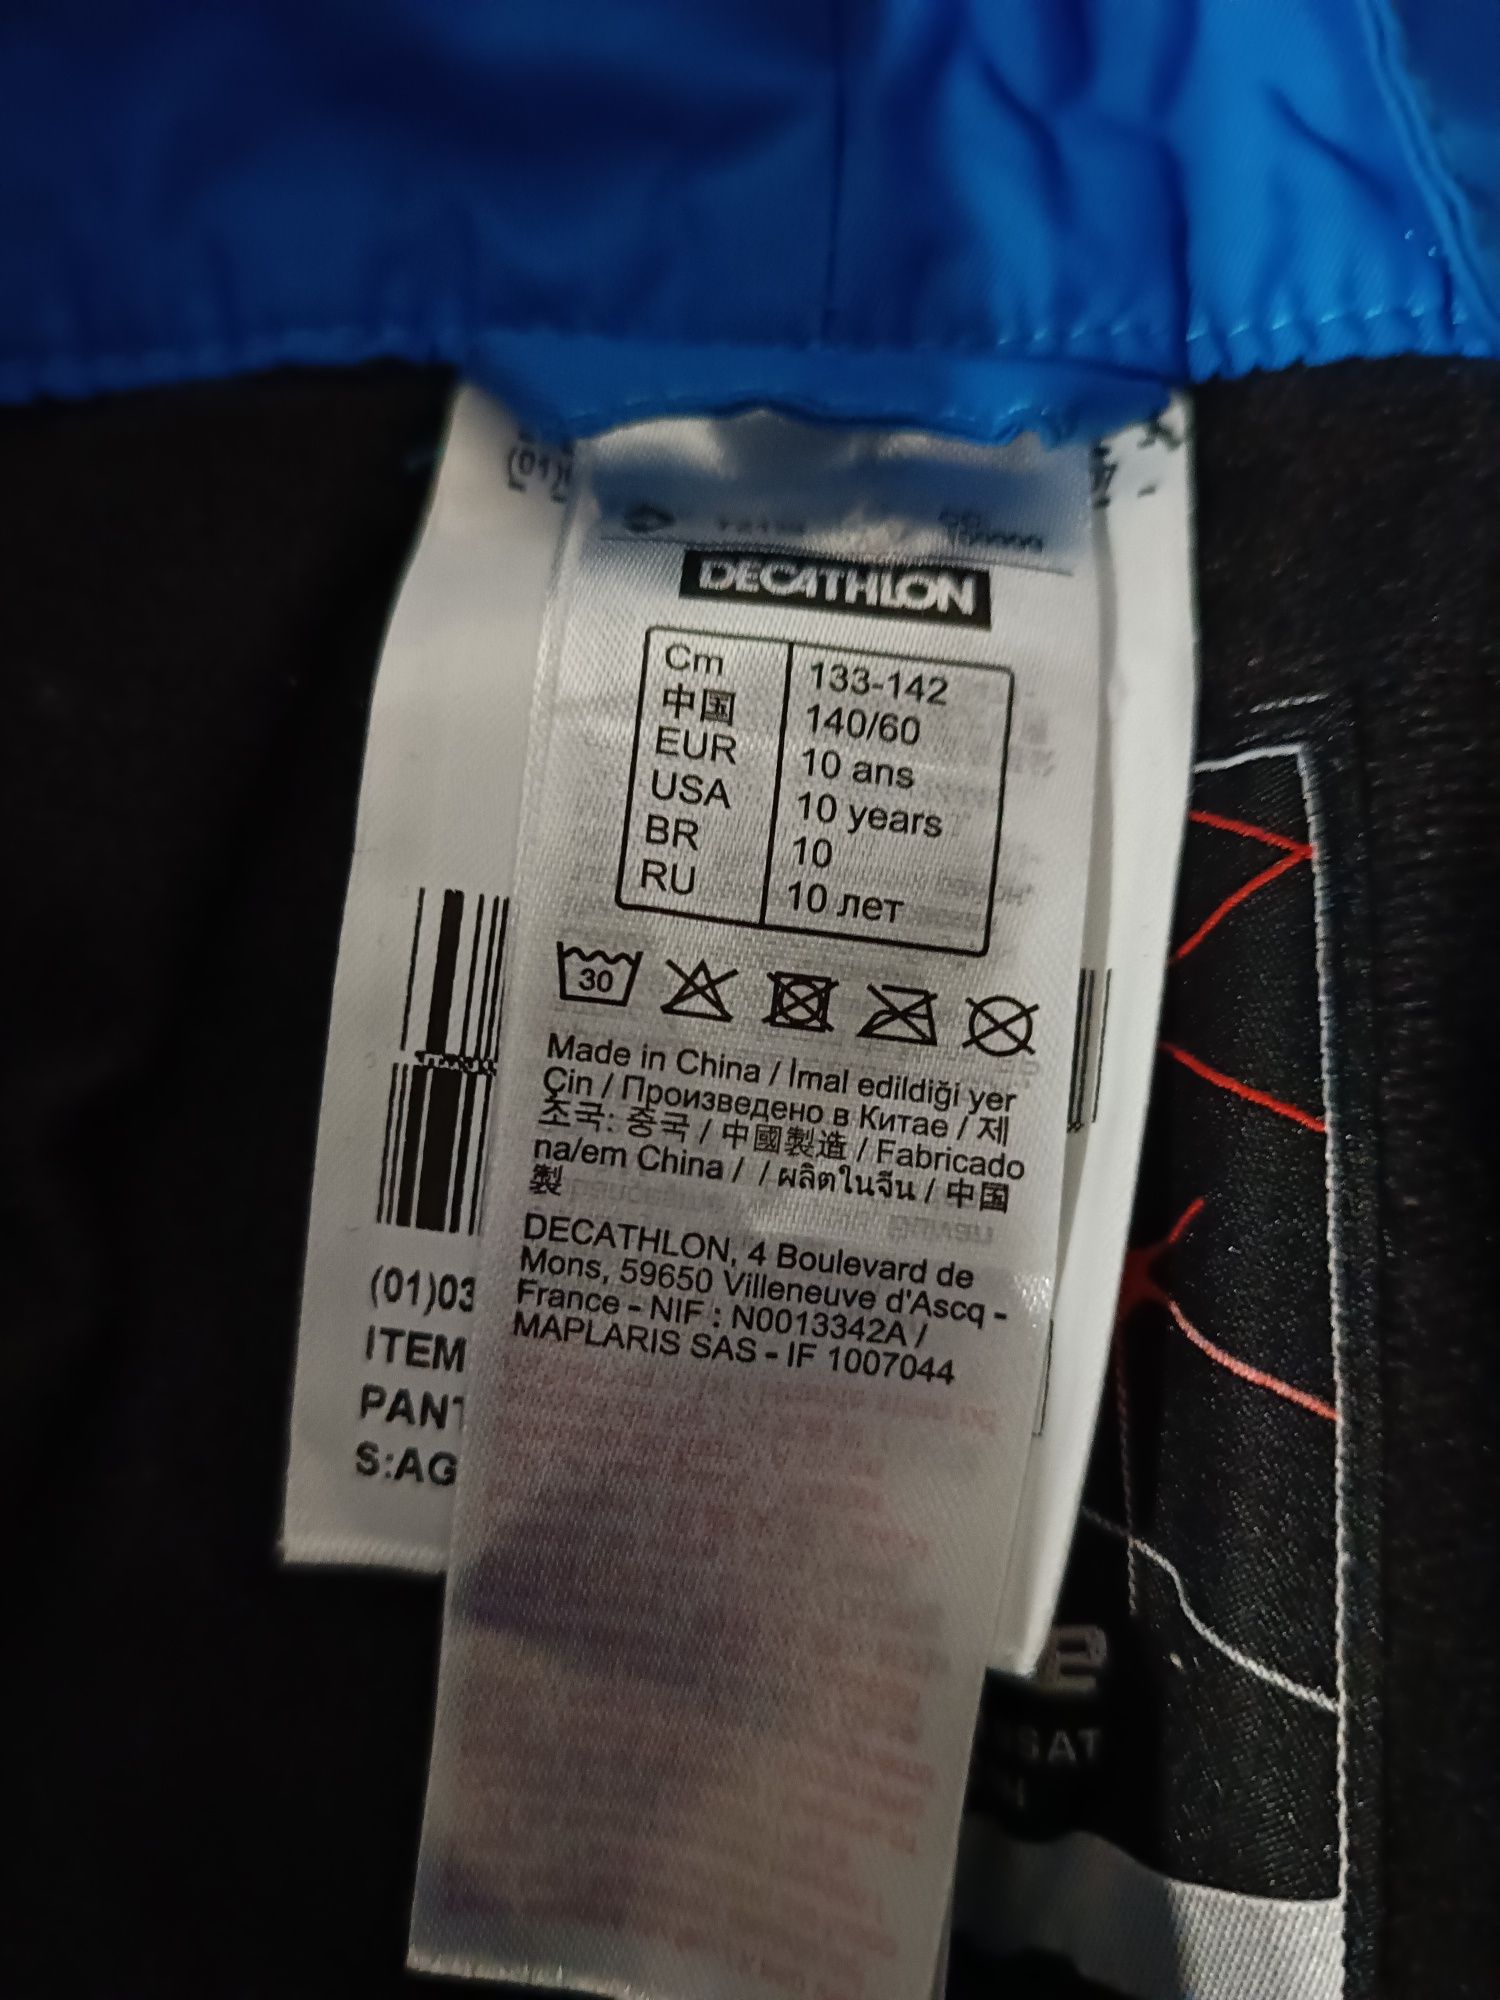 (01)
DECATHLON
Cm 133-142
中国 140/60
EUR 10 ans
USA 10 years
BR 10
RU 10 лет
30
Made in China / İmal edildiği yer
Çin / Произведено в Китае / 제
조국: 중국 / 中國製造 / Fabricado
na/em China / / ผลิตในจีน / 中国
製
DECATHLON, 4 Boulevard de
Mons, 59650 Villeneuve d'Ascq -
France - NIF : N0013342A /
MAPLARIS SAS - IF 1007044
(01)03
ITEM
PANT
S:AG